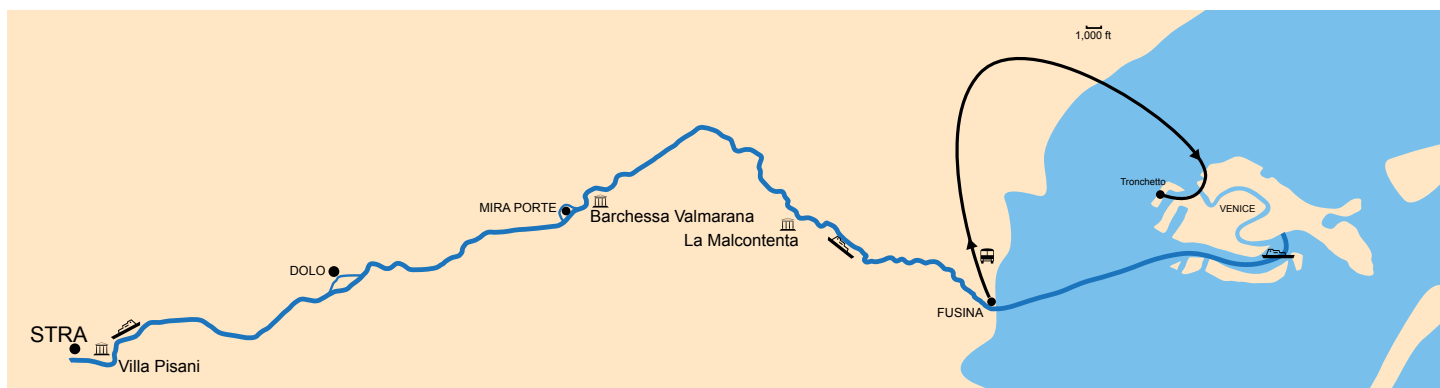 1,000 ft
Tronchetto
VENICE
MIRA PORTE
Barchessa Valmarana
La Malcontenta
DOLO
FUSINA
STRA
Villa Pisani